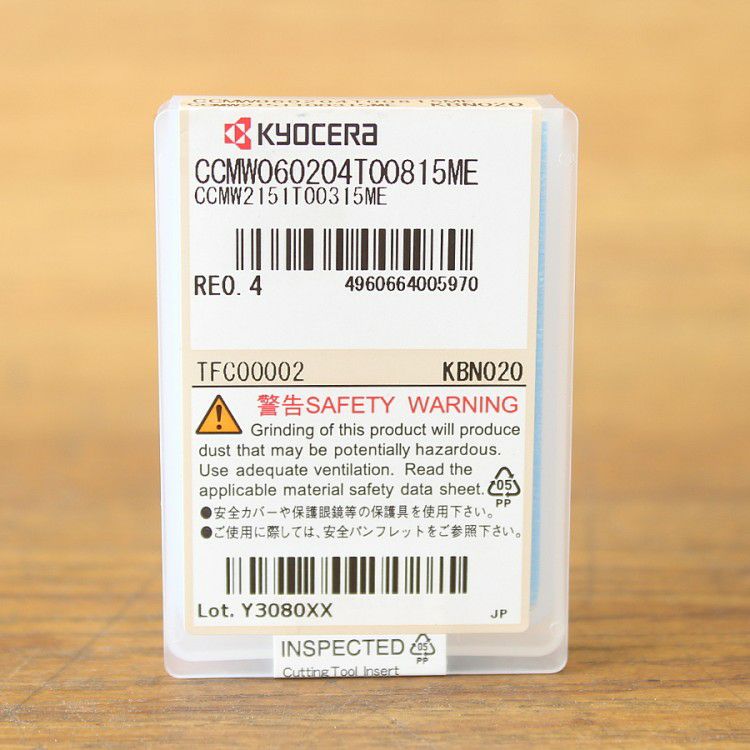 CCMW060204T00815ME
CCMW2151T00315ME KBN020
KYOCERA
CCMW060204T00815ME
CCMW2151T00315ME
RE0.4 4960664005970
TFC00002 KBN020
警告SAFETY WARNING
Grinding of this product will produce
dust that may be potentially hazardous.
Use adequate ventilation. Read the
applicable material safety data sheet.
05
PP
●安全カバーや保護眼鏡等の保護具を使用下さい。
●ご使用に際しては、安全パンフレットをご参照下さい。
Lot. Y3080XX JP
INSPECTED 05
PP
Cutting Tool Insert